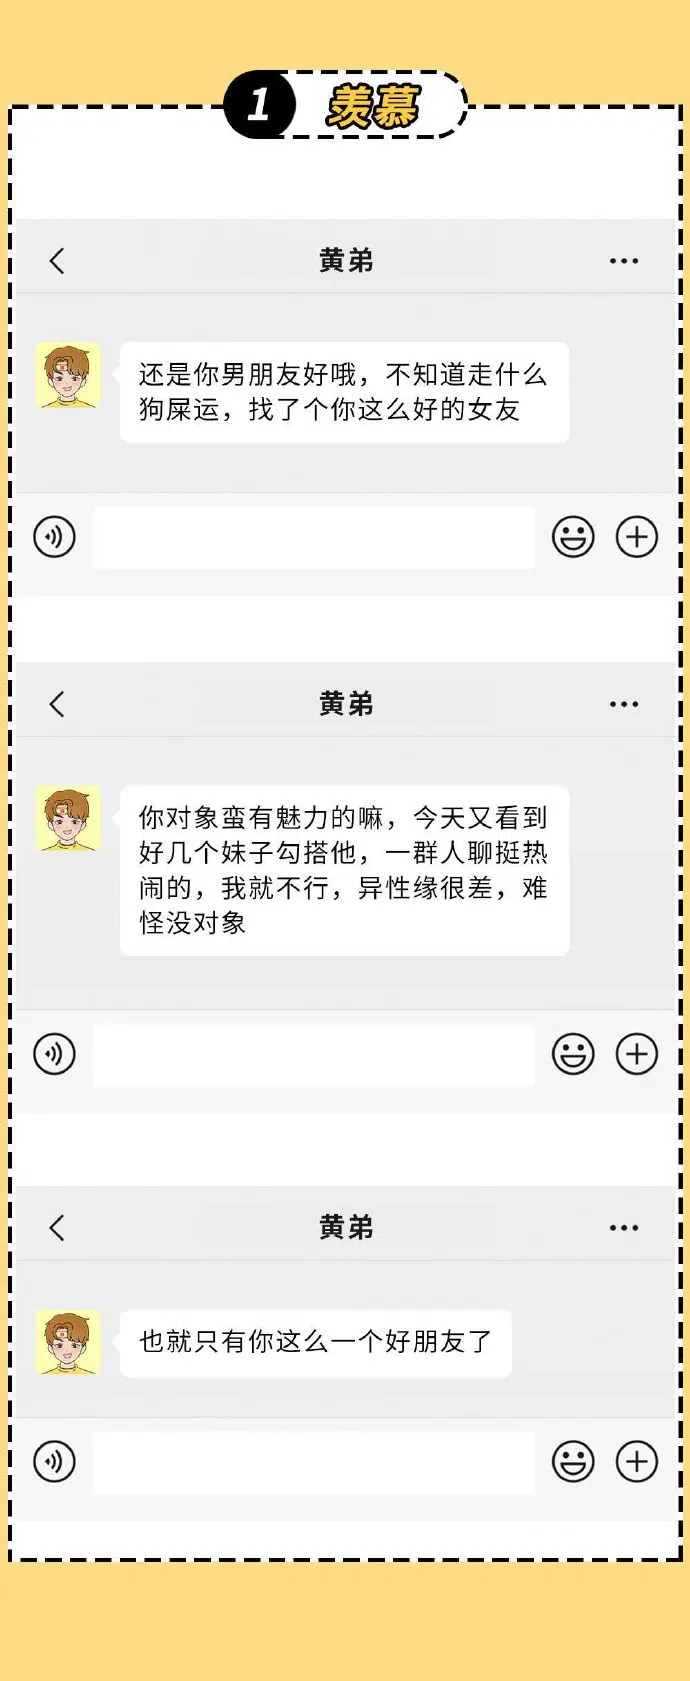 1 羡慕
黄弟
还是你男朋友好哦，不知道走什么
狗屎运，找了个你这么好的女友
黄弟
你对象蛮有魅力的嘛，今天又看到
好几个妹子勾搭他，一群人聊挺热
闹的，我就不行，异性缘很差，难
怪没对象
黄弟
也就只有你这么一个好朋友了